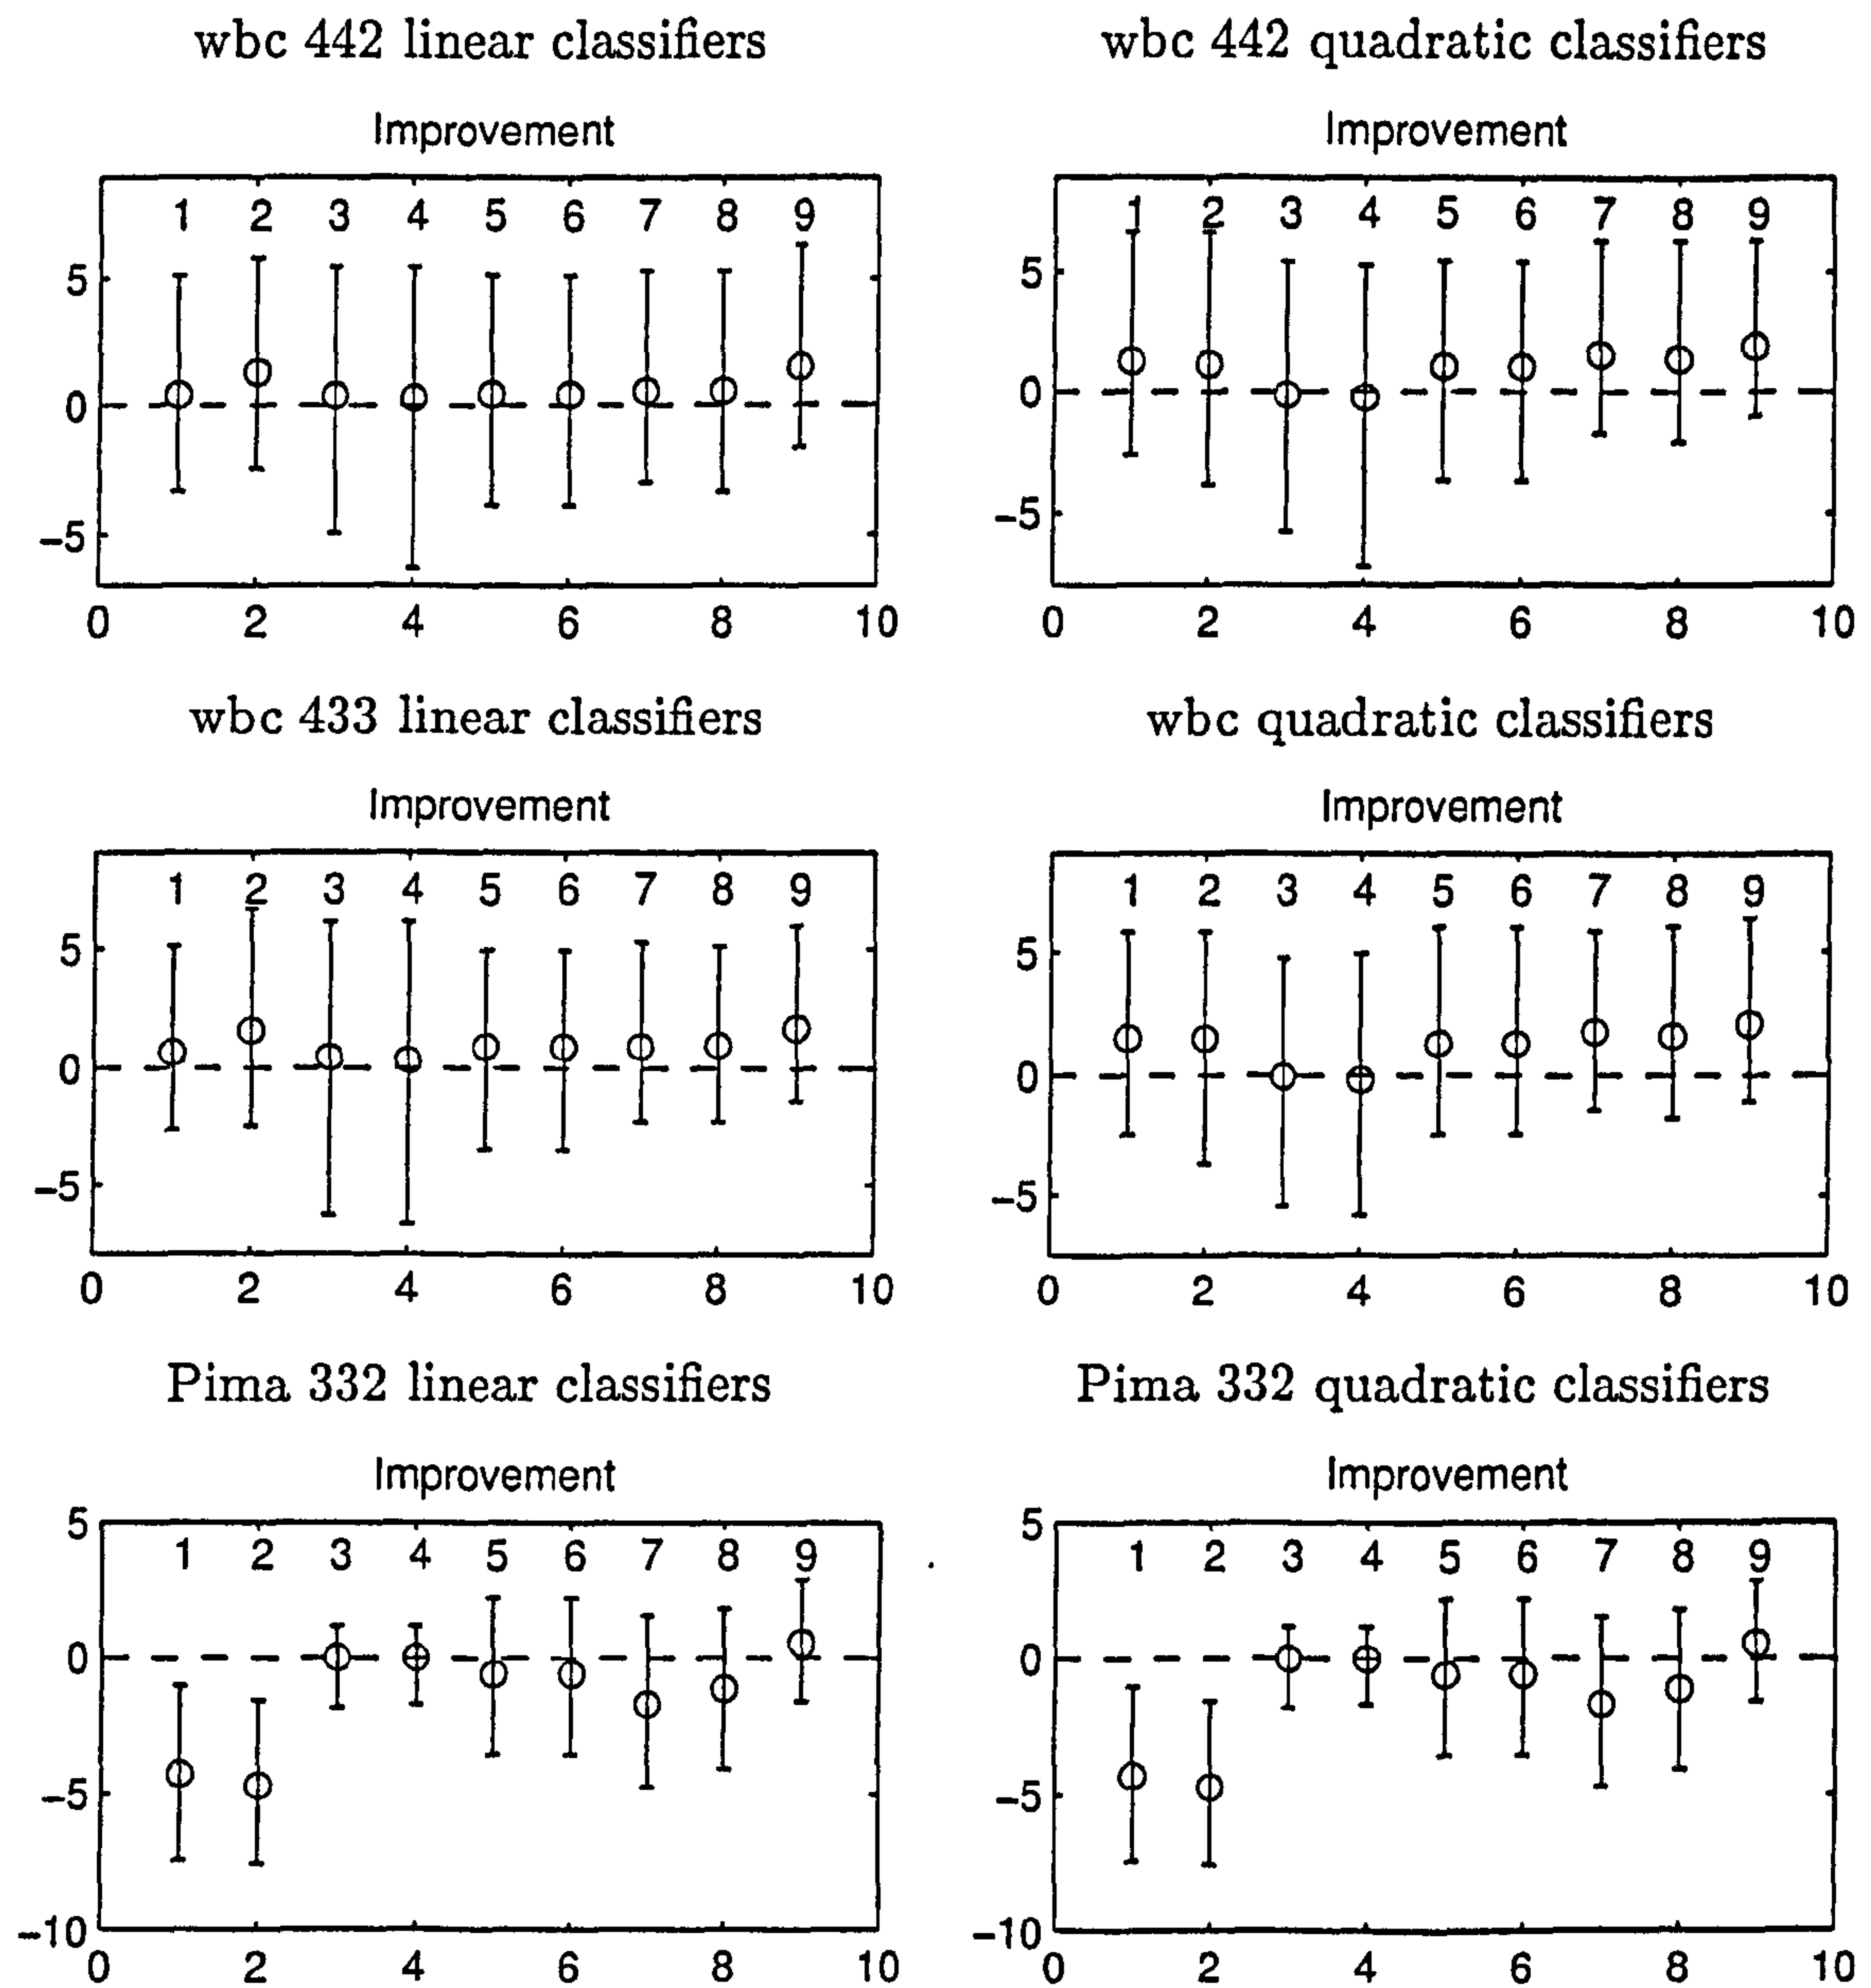 wbc 442 linear classifiers
Improvement
1 2 3 4 5 6 7 8 9
5
0
−5
0 2 4 6 8 10
wbc 442 quadratic classifiers
Improvement
1 2 3 4 5 6 7 8 9
5
0
−5
0 2 4 6 8 10
wbc 433 linear classifiers
Improvement
1 2 3 4 5 6 7 8 9
5
0
−5
0 2 4 6 8 10
wbc quadratic classifiers
Improvement
1 2 3 4 5 6 7 8 9
5
0
−5
0 2 4 6 8 10
Pima 332 linear classifiers
Improvement
5
1 2 3 4 5 6 7 8 9
0
−5
−10
0 2 4 6 8 10
Pima 332 quadratic classifiers
Improvement
5
1 2 3 4 5 6 7 8 9
0
−5
−10
0 2 4 6 8 10